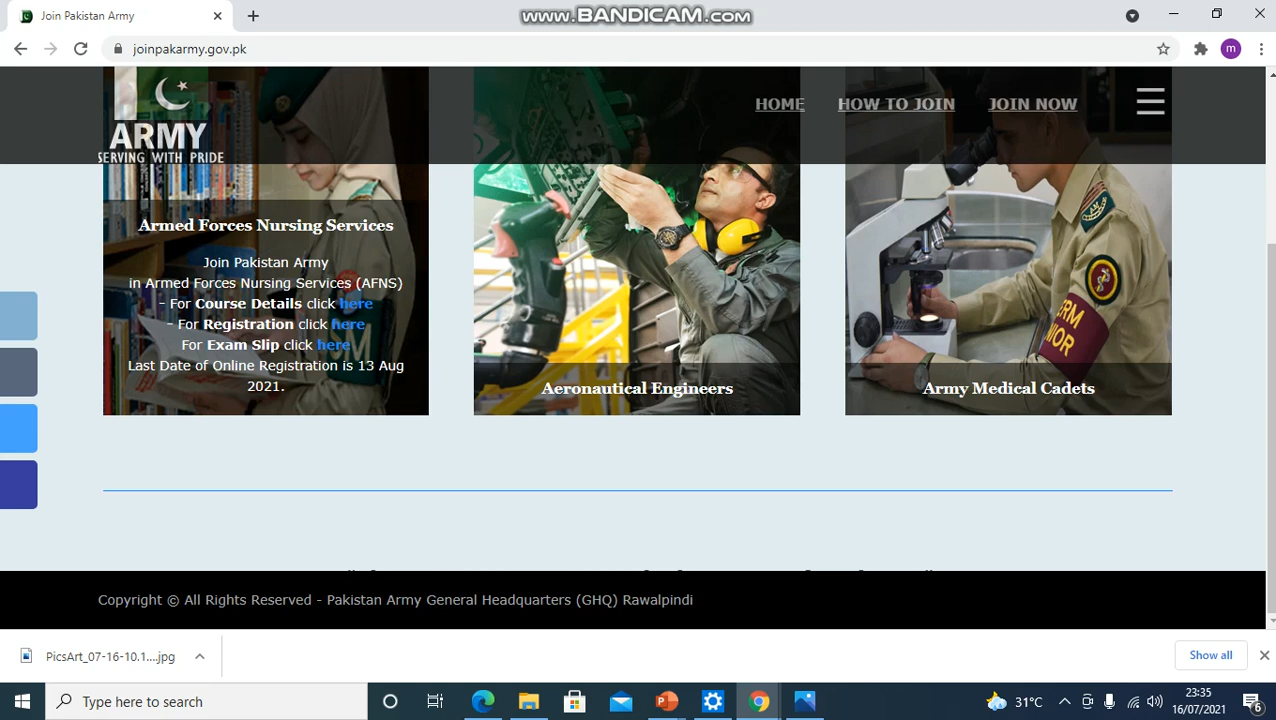 Join Pakistan Army
www.BANDICAM.com
m
joinpakarmy.gov.pk
ARMY
SERVING WITH PRIDE
HOME
HOW TO JOIN
JOIN NOW
Armed Forces Nursing Services
Join Pakistan Army
in Armed Forces Nursing Services (AFNS)
- For Course Details click here
- For Registration click here
For Exam Slip click here
Last Date of Online Registration is 13 Aug
2021.
Aeronautical Engineers
Army Medical Cadets
Copyright © All Rights Reserved - Pakistan Army General Headquarters (GHQ) Rawalpindi
PicsArt_07-16-10.1....jpg
Show all
Type here to search
31°C
23:35
16/07/2021
6